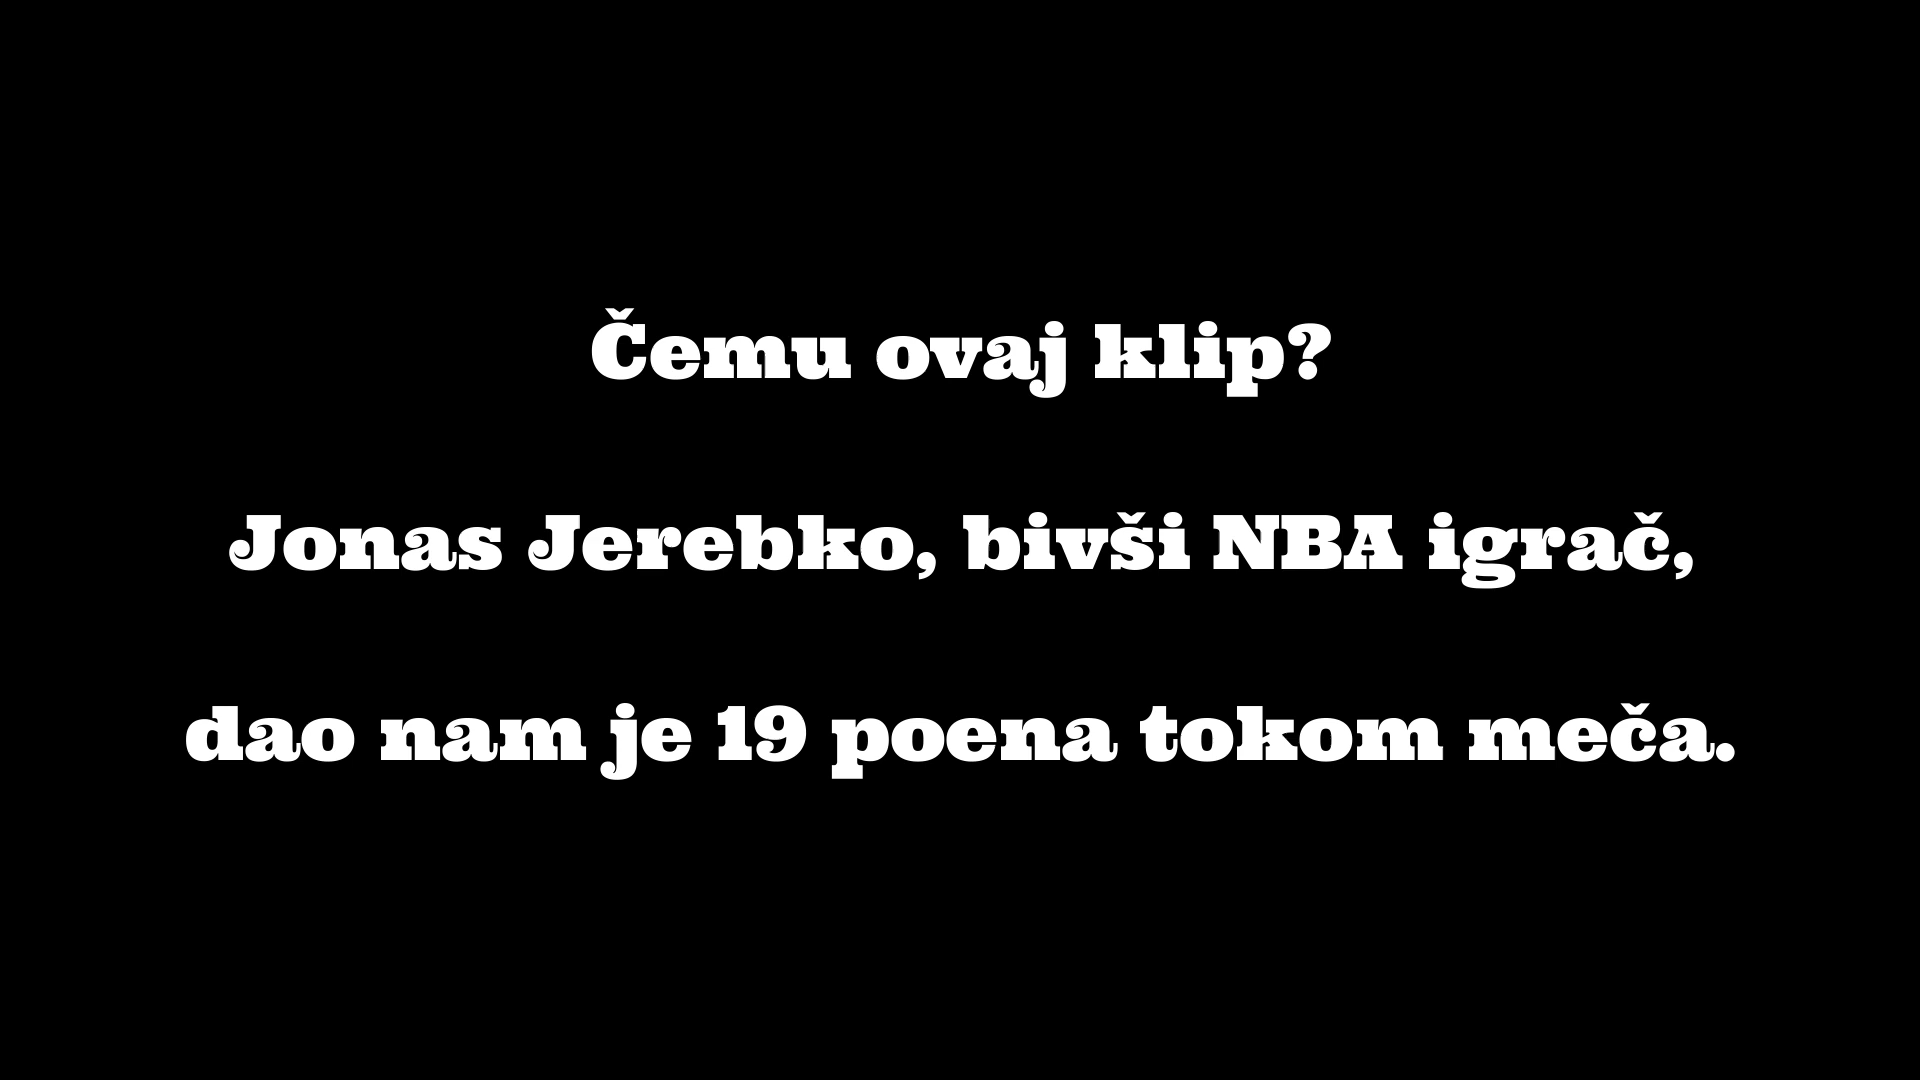 Čemu ovaj klip?
Jonas Jerebko, bivši NBA igrač,
dao nam je 19 poena tokom meča.